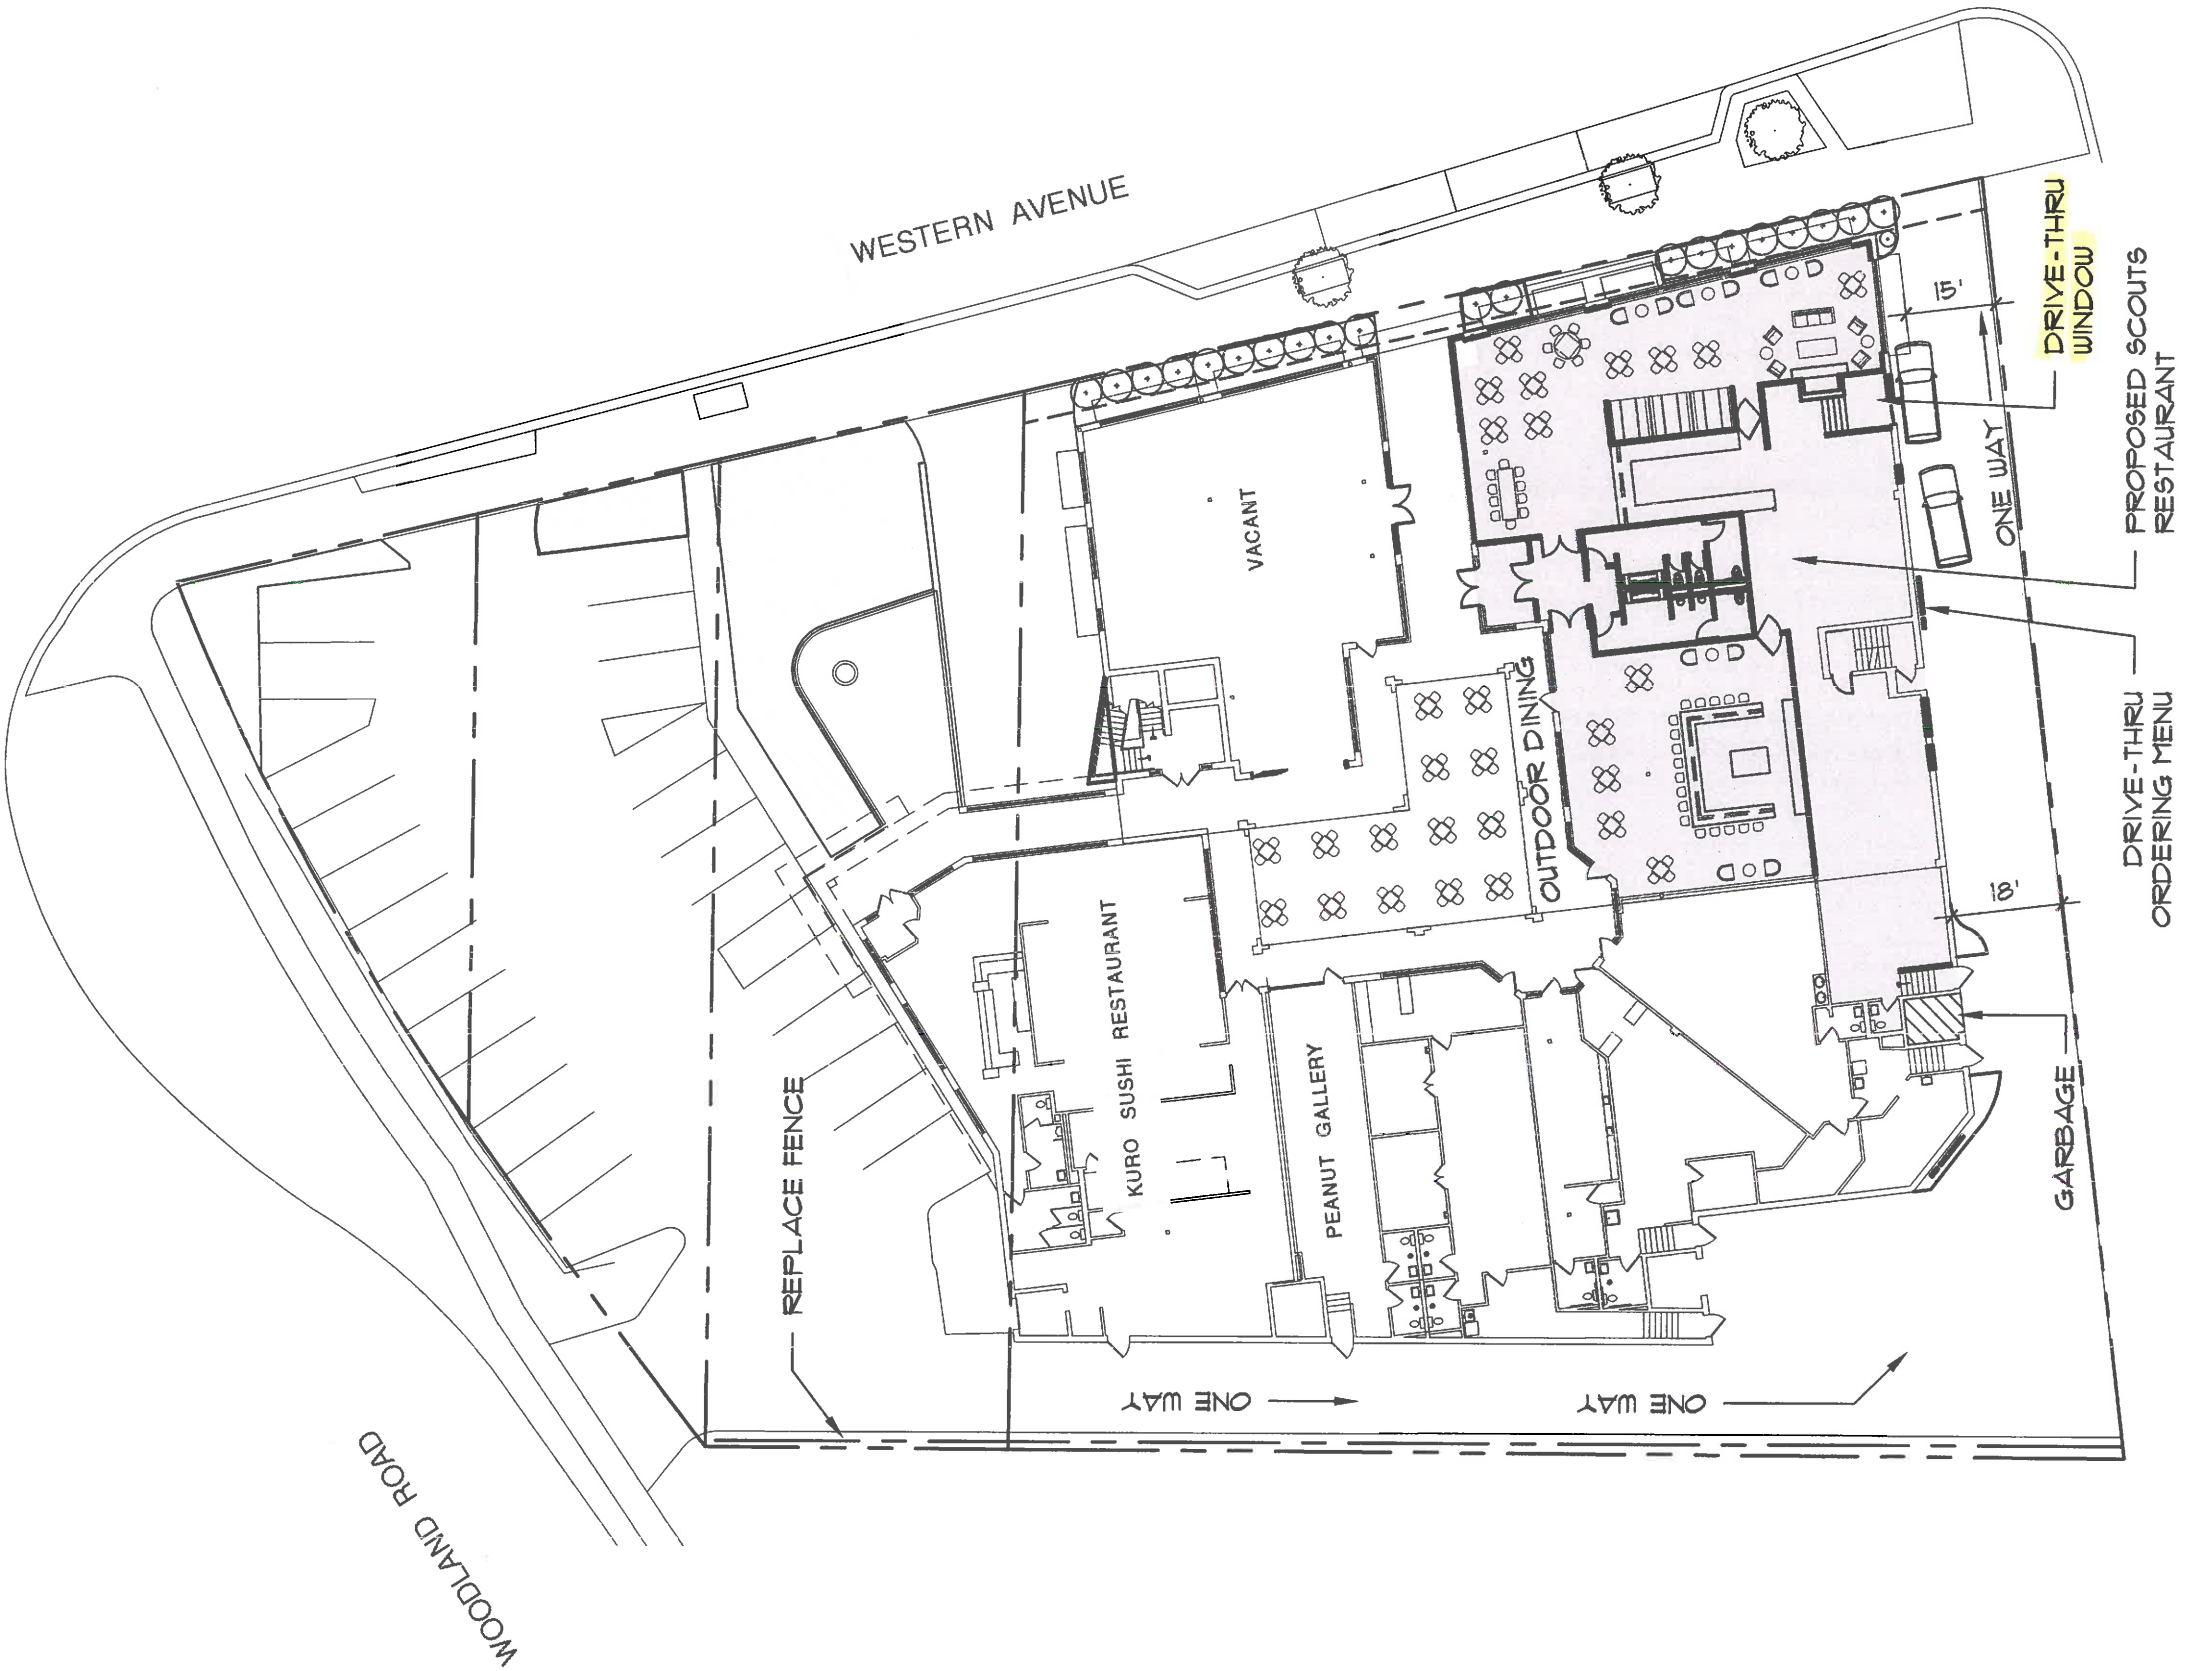 WESTERN AVENUE
WOODLAND ROAD
REPLACE FENCE
VACANT
KURO SUSHI RESTAURANT
PEANUT GALLERY
OUTDOOR DINING
ONE WAY
ONE WAY
ONE WAY
15'
18'
DRIVE-THRU
WINDOW
PROPOSED SCOUTS
RESTAURANT
DRIVE-THRU
ORDERING MENU
GARBAGE